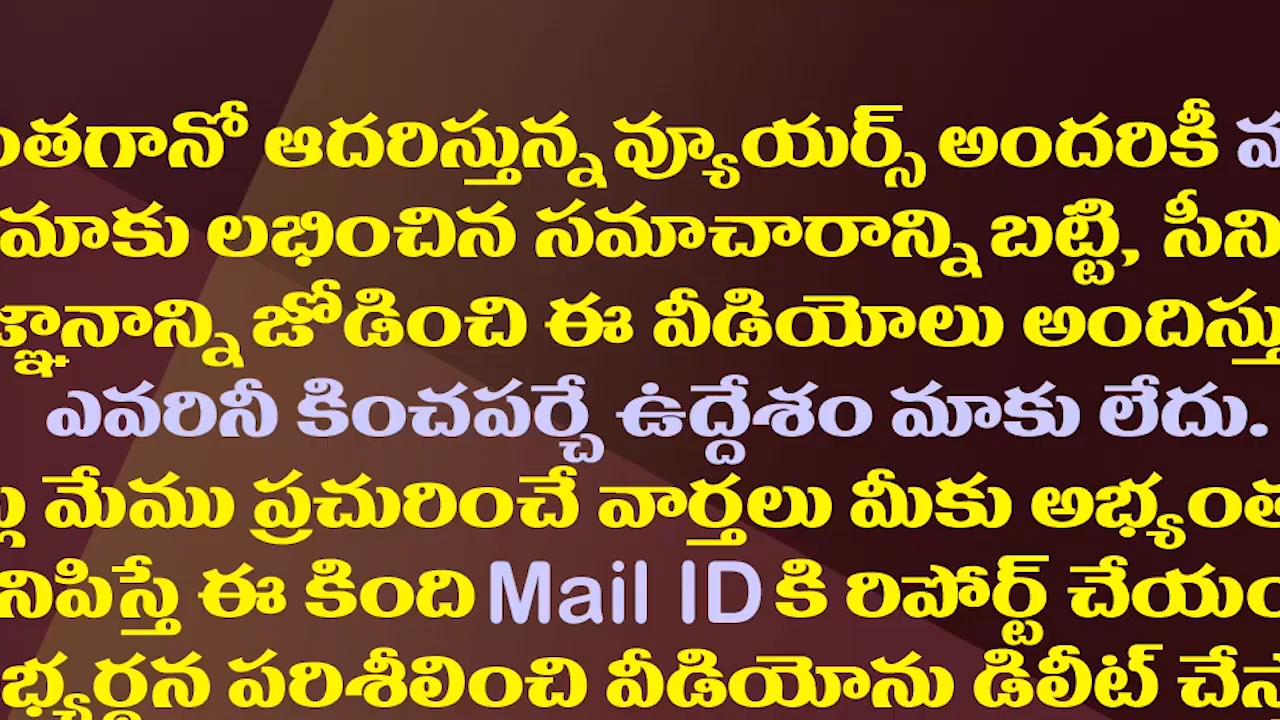 ఆదరిస్తున్న వ్యూయర్స్ అందరికీ
మాకు లభించిన సమాచారాన్ని బట్టి,
జోడించి ఈ వీడియోలు
ఎవరినీ కించపర్చే ఉద్దేశం మాకు లేదు.
మేము ప్రచురించే వార్తలు మీకు
ఈ కింది Mail ID కి రిపోర్ట్
పరిశీలించి వీడియోను డిలీట్